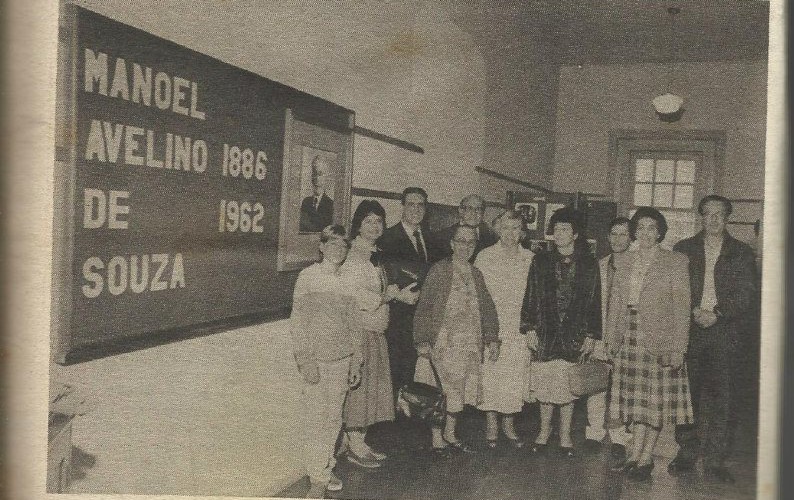 MANOEL
AVELINO 1886
DE 1962
SOUZA